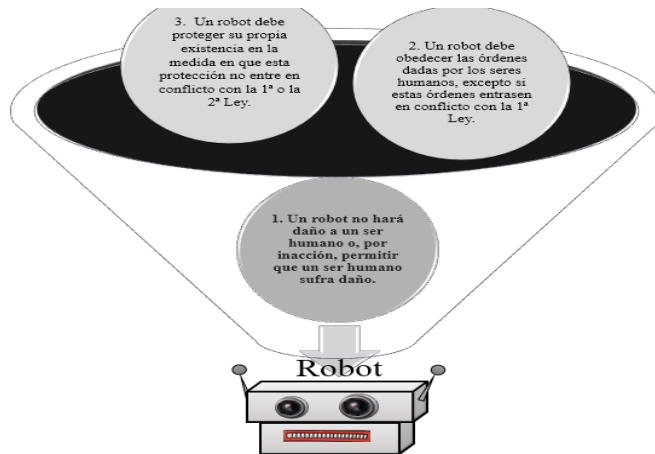 3. Un robot debe
proteger su propia
existencia en la
medida en que esta
protección no entre en
conflicto con la 1ª o la
2ª Ley.
2. Un robot debe
obedecer las órdenes
dadas por los seres
humanos, excepto si
estas órdenes entrasen
en conflicto con la 1ª
Ley.
1. Un robot no hará
daño a un ser
humano o, por
inacción, permitir
que un ser humano
sufra daño.
Robot